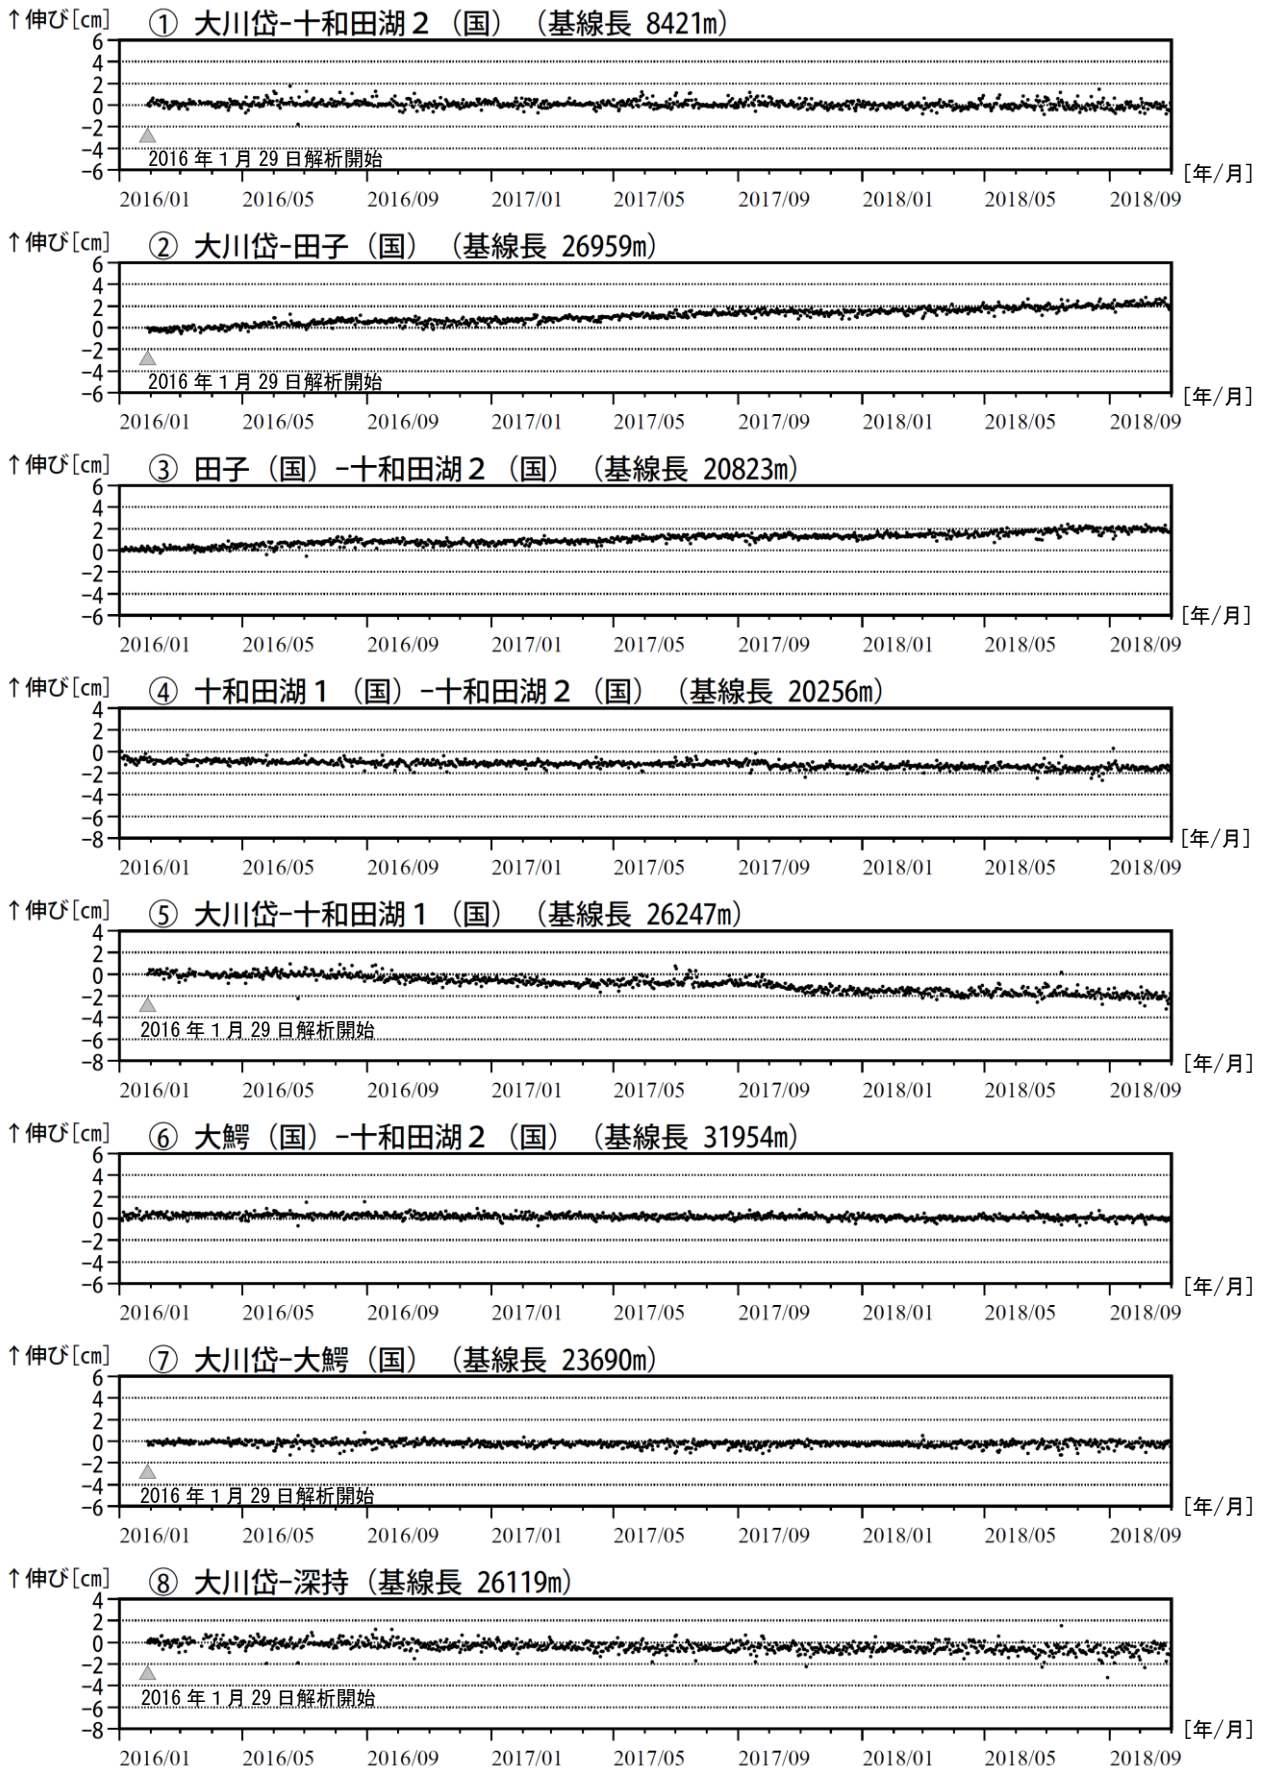 ↑伸び[cm] ① 大川岱-十和田湖２（国）（基線長 8421m）
6
4
2
0
-2
-4
-6
2016 年 1 月 29 日解析開始
[年/月]
2016/01 2016/05 2016/09 2017/01 2017/05 2017/09 2018/01 2018/05 2018/09
↑伸び[cm] ② 大川岱-田子（国）（基線長 26959m）
6
4
2
0
-2
-4
-6
2016 年 1 月 29 日解析開始
[年/月]
2016/01 2016/05 2016/09 2017/01 2017/05 2017/09 2018/01 2018/05 2018/09
↑伸び[cm] ③ 田子（国）-十和田湖２（国）（基線長 20823m）
6
4
2
0
-2
-4
-6
[年/月]
2016/01 2016/05 2016/09 2017/01 2017/05 2017/09 2018/01 2018/05 2018/09
↑伸び[cm] ④ 十和田湖１（国）-十和田湖２（国）（基線長 20256m）
4
2
0
-2
-4
-6
-8
[年/月]
2016/01 2016/05 2016/09 2017/01 2017/05 2017/09 2018/01 2018/05 2018/09
↑伸び[cm] ⑤ 大川岱-十和田湖１（国）（基線長 26247m）
4
2
0
-2
-4
-6
-8
2016 年 1 月 29 日解析開始
[年/月]
2016/01 2016/05 2016/09 2017/01 2017/05 2017/09 2018/01 2018/05 2018/09
↑伸び[cm] ⑥ 大鰐（国）-十和田湖２（国）（基線長 31954m）
6
4
2
0
-2
-4
-6
[年/月]
2016/01 2016/05 2016/09 2017/01 2017/05 2017/09 2018/01 2018/05 2018/09
↑伸び[cm] ⑦ 大川岱-大鰐（国）（基線長 23690m）
6
4
2
0
-2
-4
-6
2016 年 1 月 29 日解析開始
[年/月]
2016/01 2016/05 2016/09 2017/01 2017/05 2017/09 2018/01 2018/05 2018/09
↑伸び[cm] ⑧ 大川岱-深持（基線長 26119m）
4
2
0
-2
-4
-6
-8
2016 年 1 月 29 日解析開始
[年/月]
2016/01 2016/05 2016/09 2017/01 2017/05 2017/09 2018/01 2018/05 2018/09